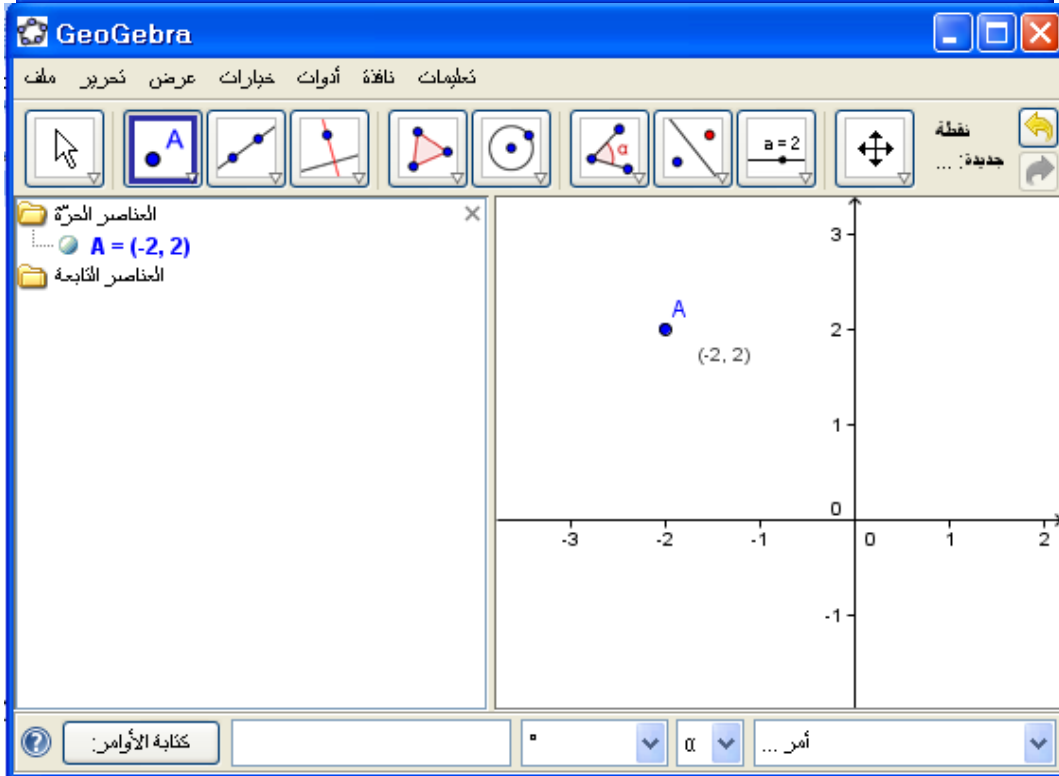 GeoGebra
ملف تحرير عرض خيارات أدوات نافذة تعليمات
A
α
a = 2
نقطة
جديدة: ...
العناصر الحرّة
A = (-2, 2)
العناصر التابعة
3
A
2
(-2, 2)
1
0
-3 -2 -1 0 1 2
-1
كتابة الأوامر:
°
α
أمر ...